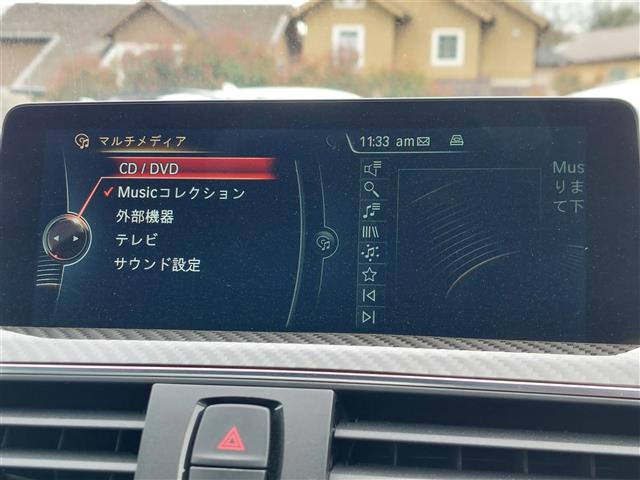 マルチメディア
11:33 am
CD / DVD
✓ Musicコレクション
外部機器
テレビ
サウンド設定
Mus
りま
て下